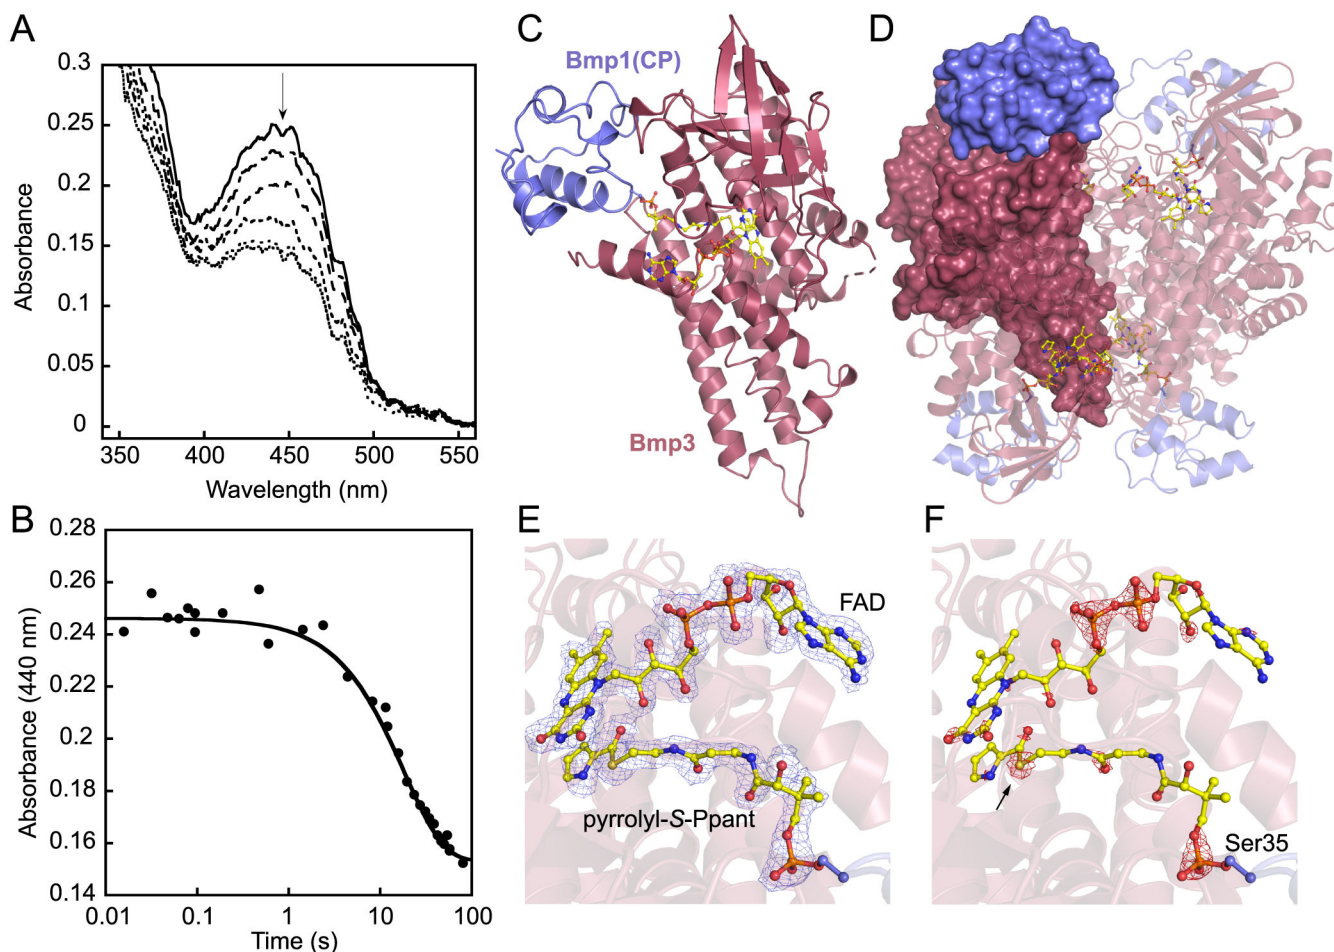 A
0.3
0.25
0.2
0.15
0.1
0.05
0
Absorbance
350 400 450 500 550
Wavelength (nm)
B
0.28
0.26
0.24
0.22
0.2
0.18
0.16
0.14
Absorbance (440 nm)
0.01 0.1 1 10 100
Time (s)
C
Bmp1(CP)
Bmp3
D
E
FAD
pyrrolyl-S-Ppant
F
Ser35